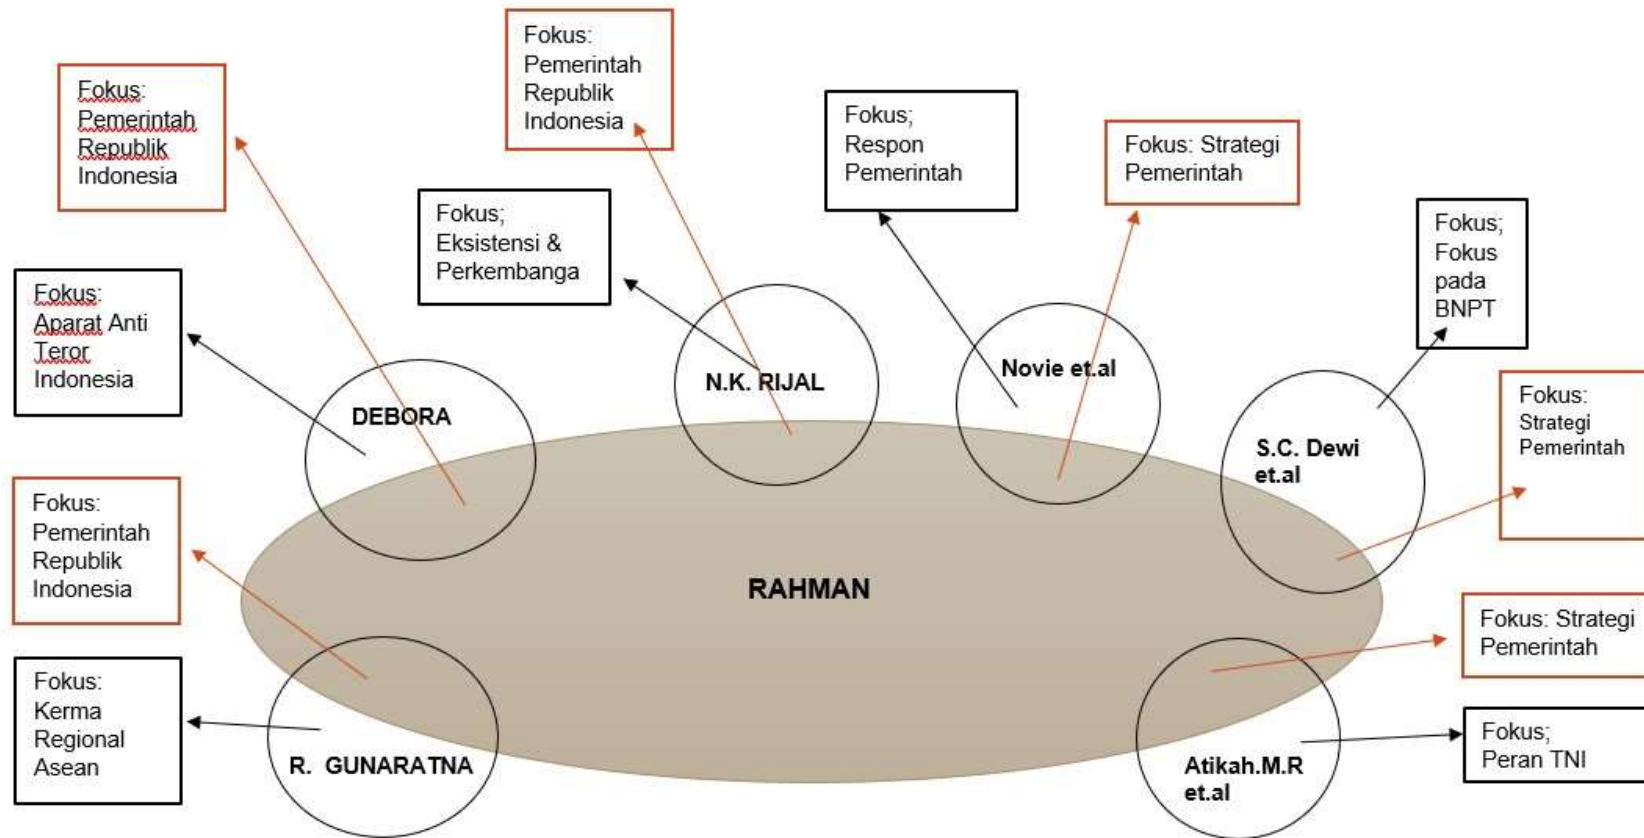 Fokus:
Pemerintah
Republik
Indonesia
Fokus:
Pemerintah
Republik
Indonesia
Fokus;
Respon
Pemerintah
Fokus: Strategi
Pemerintah
Fokus;
Eksistensi &
Perkembanga
Fokus;
Fokus
pada
BNPT
Fokus:
Aparat Anti
Teror
Indonesia
DEBORA
N.K. RIJAL
Novie et.al
S.C. Dewi
et.al
Fokus:
Strategi
Pemerintah
Fokus:
Pemerintah
Republik
Indonesia
RAHMAN
Fokus: Strategi
Pemerintah
Fokus:
Kerma
Regional
Asean
R. GUNARATNA
Atikah.M.R
et.al
Fokus;
Peran TNI